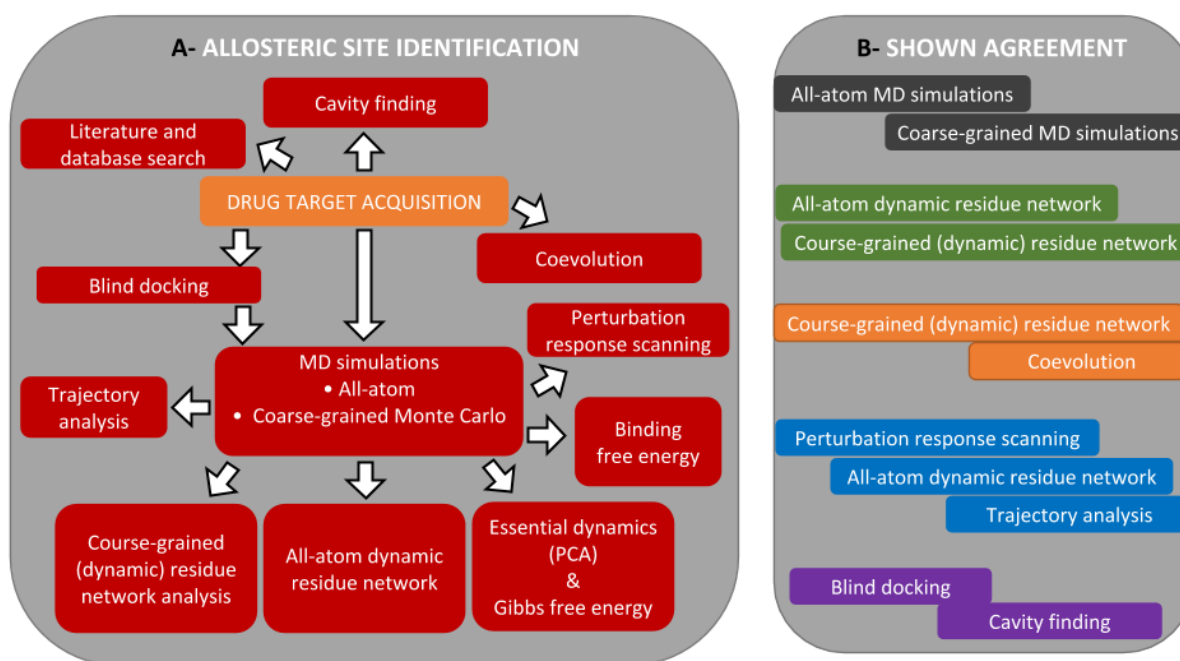 A- ALLOSTERIC SITE IDENTIFICATION
Cavity finding
Literature and
database search
DRUG TARGET ACQUISITION
Coevolution
Blind docking
Perturbation
response scanning
MD simulations
• All-atom
• Coarse-grained Monte Carlo
Trajectory
analysis
Binding
free energy
Course-grained
(dynamic) residue
network analysis
All-atom dynamic
residue network
Essential dynamics
(PCA)
&
Gibbs free energy
B- SHOWN AGREEMENT
All-atom MD simulations
Coarse-grained MD simulations
All-atom dynamic residue network
Course-grained (dynamic) residue network
Course-grained (dynamic) residue network
Coevolution
Perturbation response scanning
All-atom dynamic residue network
Trajectory analysis
Blind docking
Cavity finding